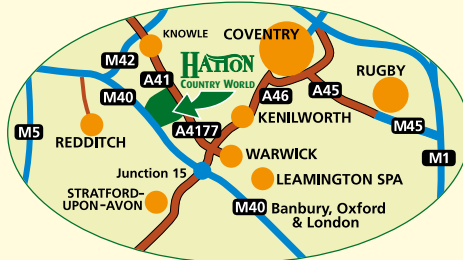 KNOWLE
COVENTRY
M42
HATTON
COUNTRY WORLD
A41
RUGBY
M40
A46
A45
M5
A4177
KENILWORTH
M45
REDDITCH
WARWICK
M1
Junction 15
LEAMINGTON SPA
STRATFORD-
UPON-AVON
M40 Banbury, Oxford
& London